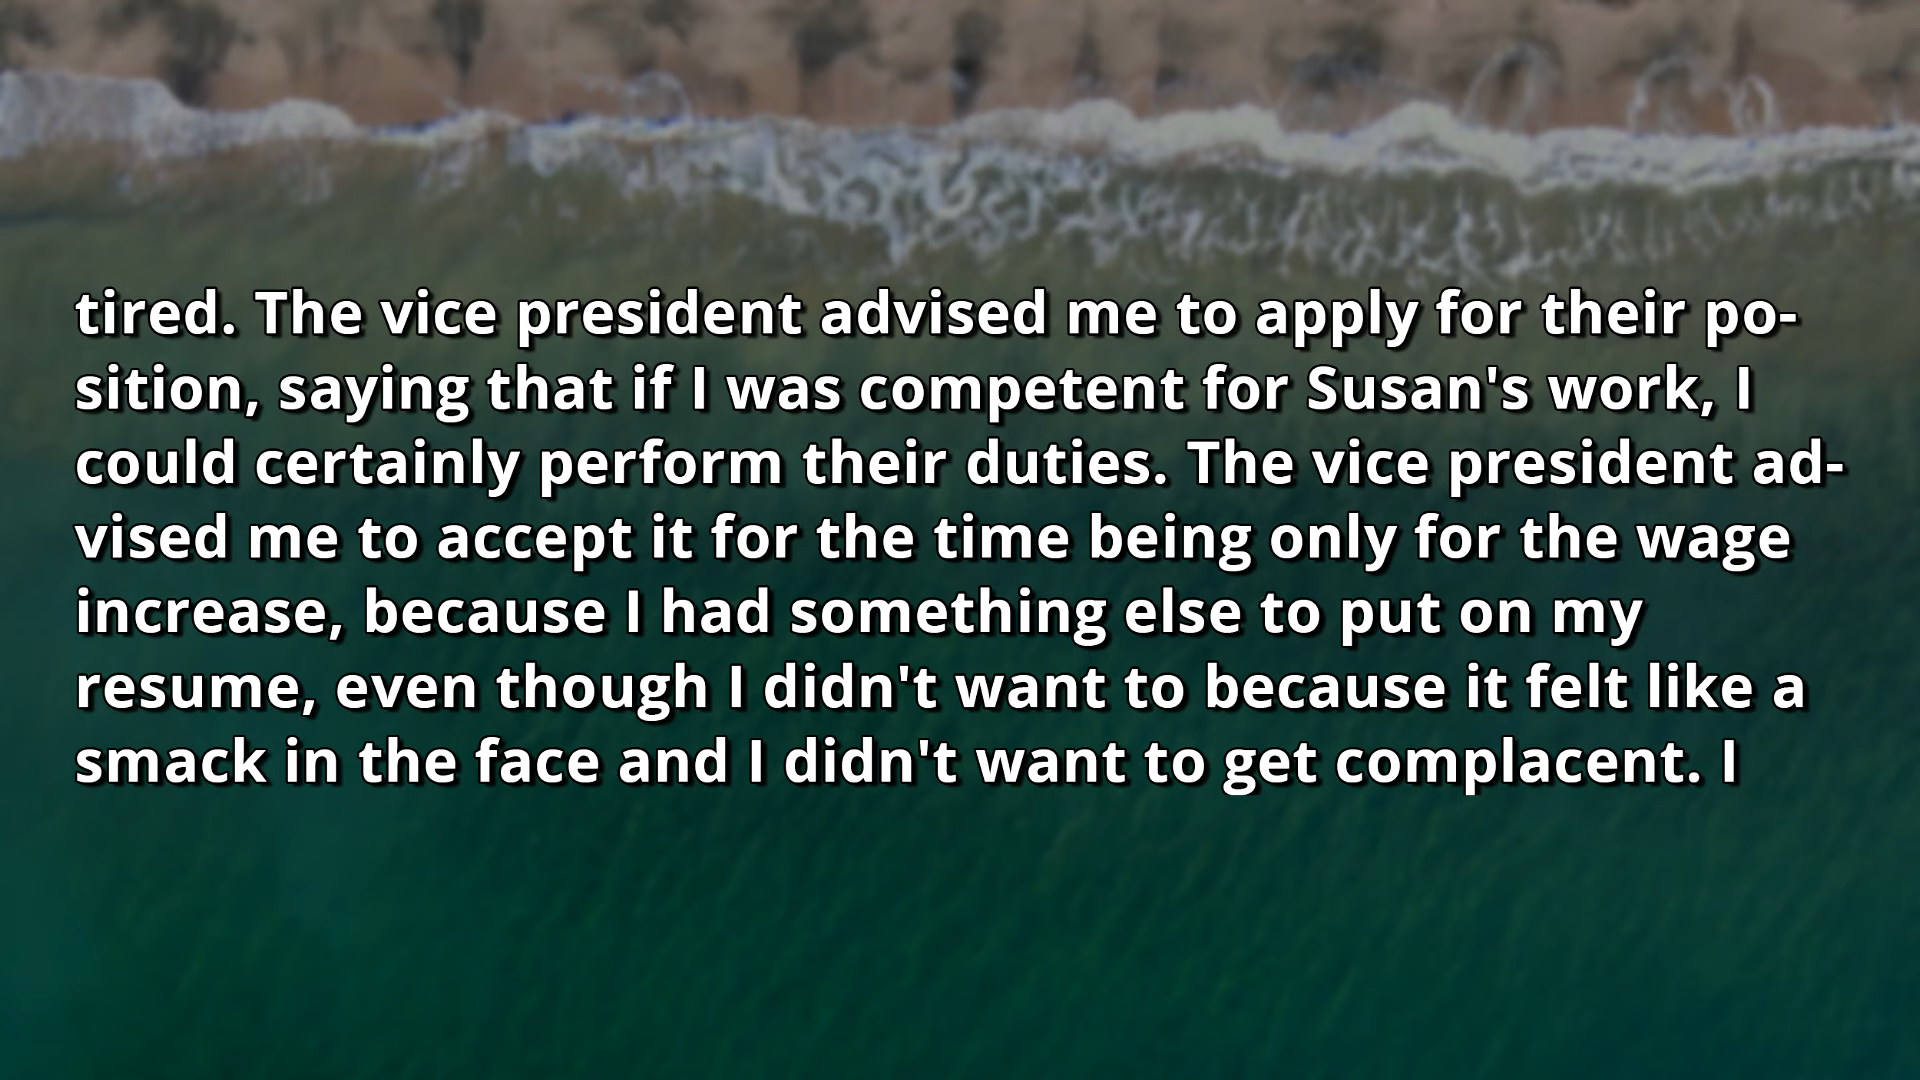 tired. The vice president advised me to apply for their po-
sition, saying that if I was competent for Susan's work, I
could certainly perform their duties. The vice president ad-
vised me to accept it for the time being only for the wage
increase, because I had something else to put on my
resume, even though I didn't want to because it felt like a
smack in the face and I didn't want to get complacent. I